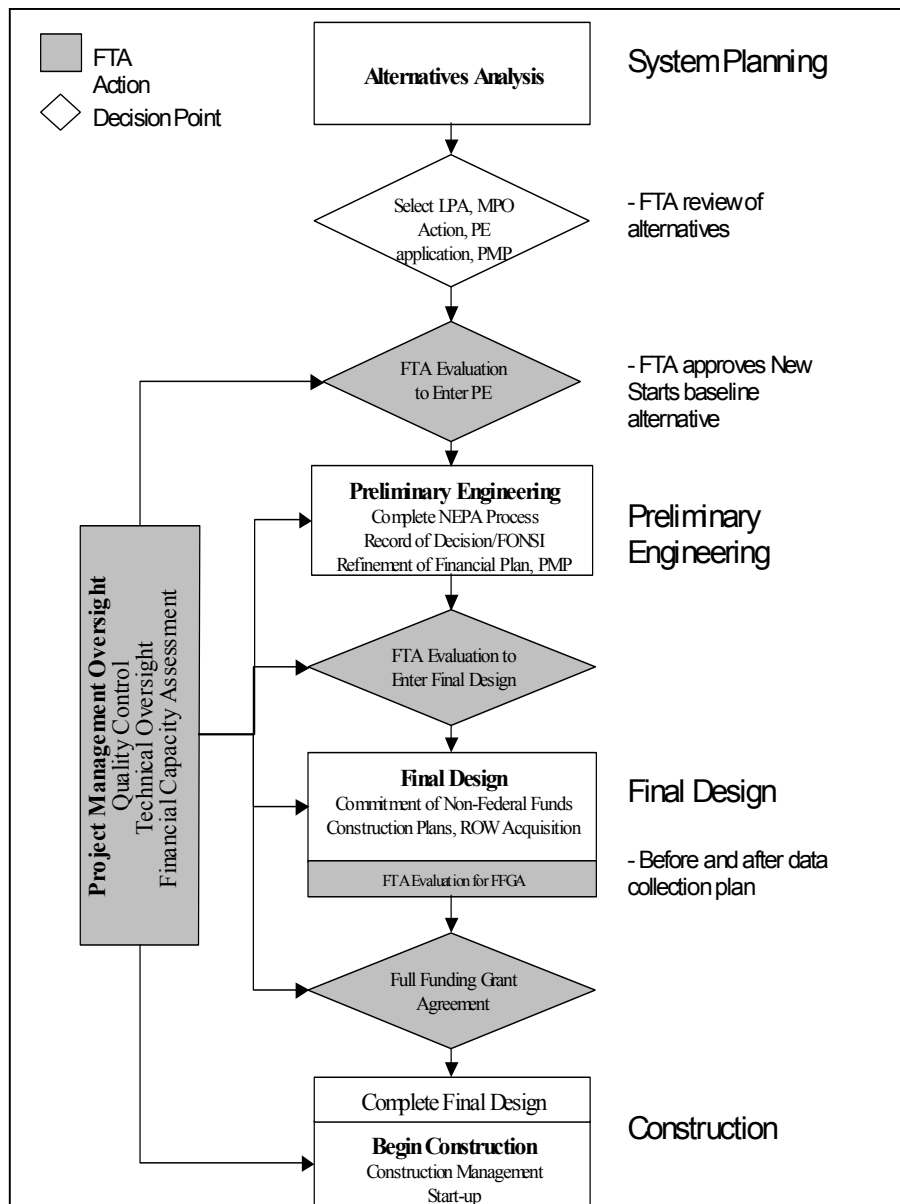 FTA
Action
Decision Point
Alternatives Analysis
System Planning
Select LPA, MPO
Action, PE
application, PMP
- FTA review of
alternatives
FTA Evaluation
to Enter PE
- FTA approves New
Starts baseline
alternative
Preliminary Engineering
Complete NEPA Process
Record of Decision/FONSI
Refinement of Financial Plan, PMP
Preliminary
Engineering
Project Management Oversight
Quality Control
Technical Oversight
Financial Capacity Assessment
FTA Evaluation to
Enter Final Design
Final Design
Commitment of Non-Federal Funds
Construction Plans, ROW Acquisition
FTA Evaluation for FFGA
Final Design
- Before and after data
collection plan
Full Funding Grant
Agreement
Complete Final Design
Begin Construction
Construction Management
Start-up
Construction